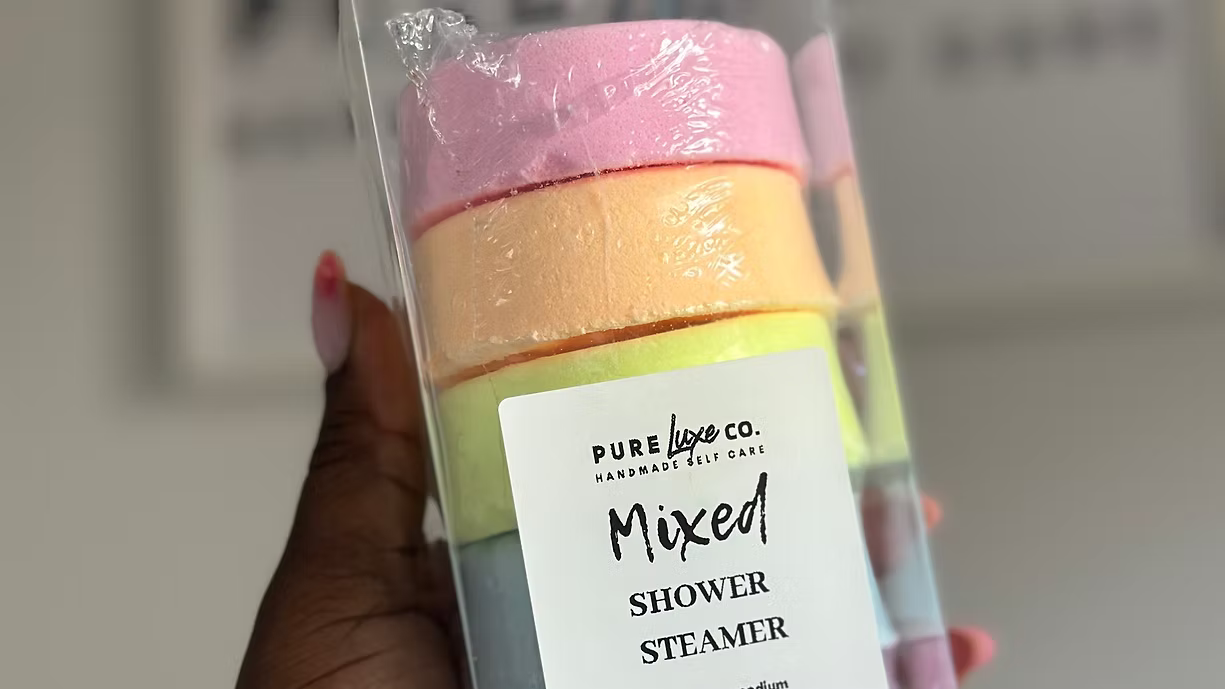 PURE Luxe CO.
HANDMADE SELF CARE
Mixed
SHOWER
STEAMER